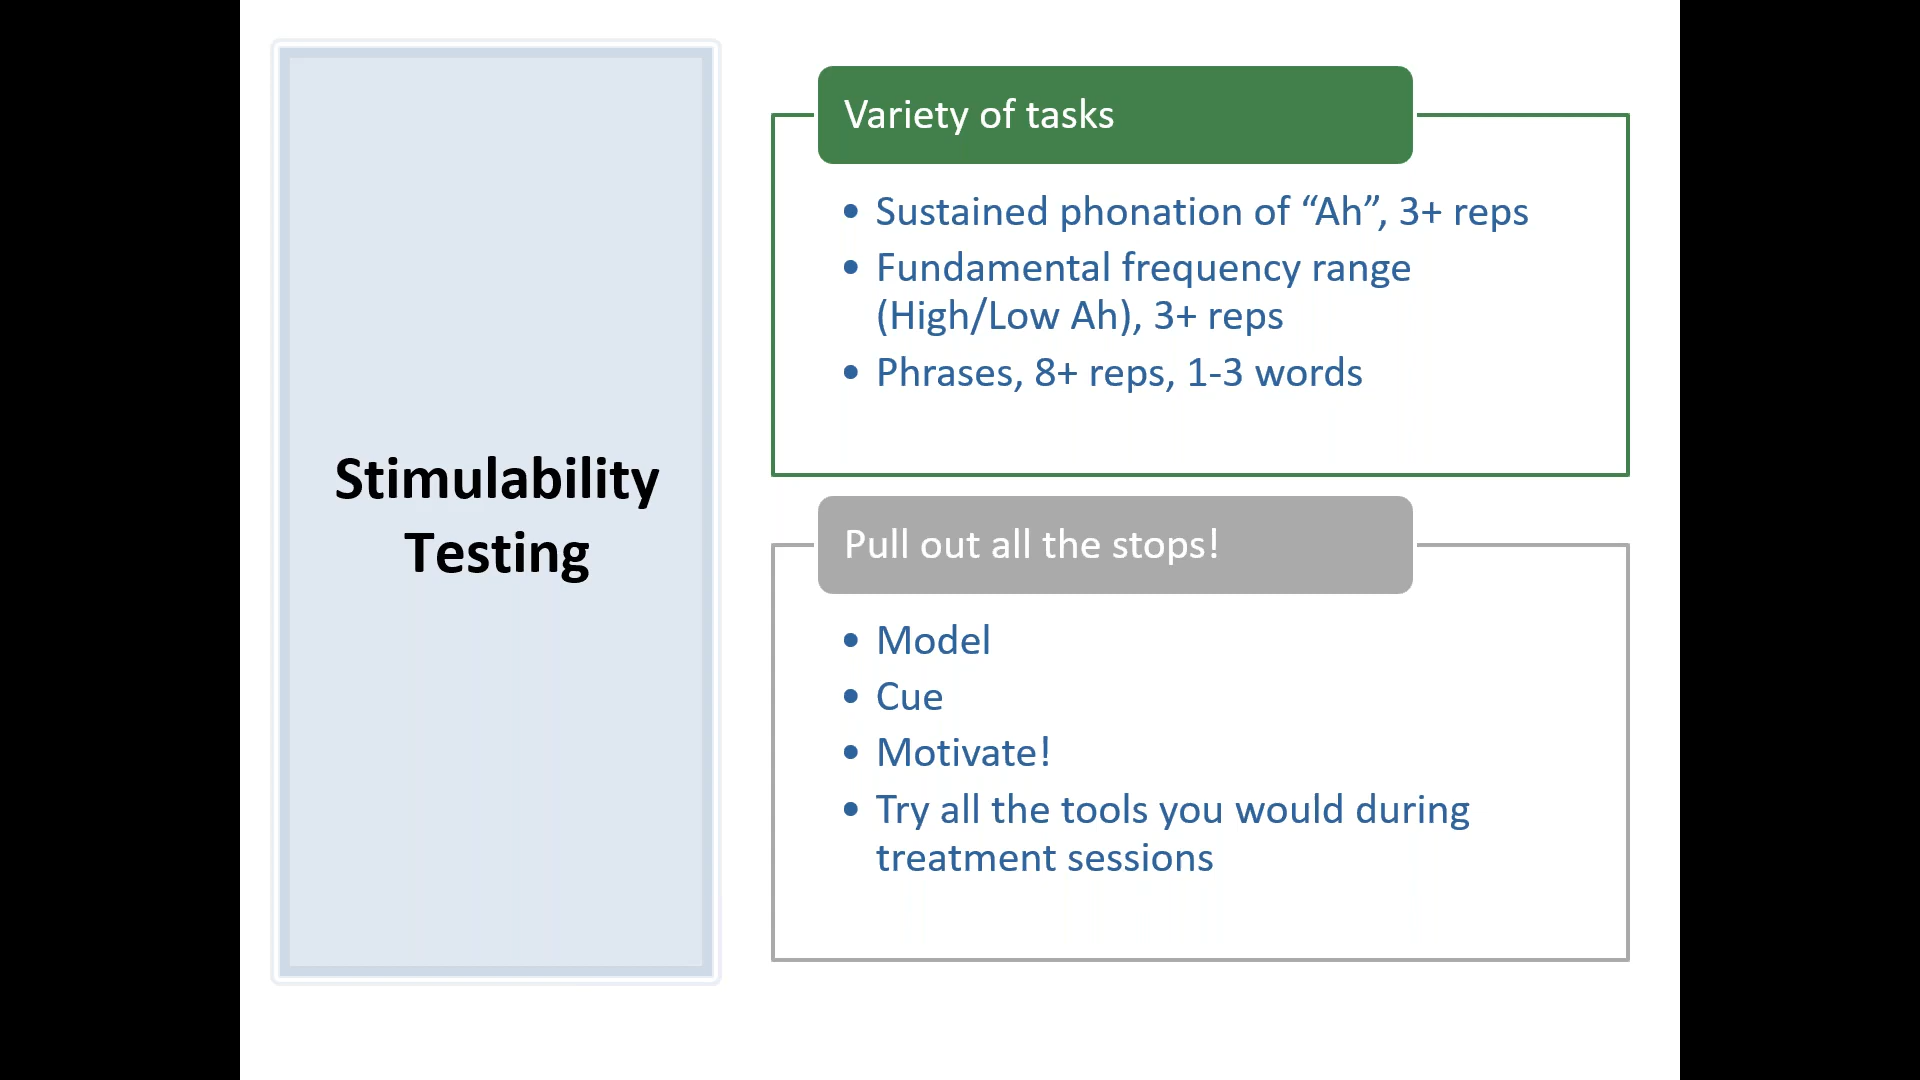 Stimulability
Testing
Variety of tasks
• Sustained phonation of “Ah”, 3+ reps
• Fundamental frequency range
(High/Low Ah), 3+ reps
• Phrases, 8+ reps, 1-3 words
Pull out all the stops!
• Model
• Cue
• Motivate!
• Try all the tools you would during
treatment sessions